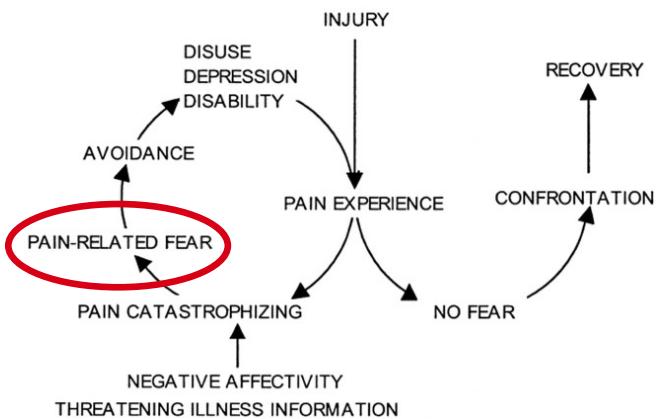 INJURY
DISUSE
DEPRESSION
DISABILITY
RECOVERY
AVOIDANCE
PAIN EXPERIENCE
CONFRONTATION
PAIN-RELATED FEAR
PAIN CATASTROPHIZING
NO FEAR
NEGATIVE AFFECTIVITY
THREATENING ILLNESS INFORMATION